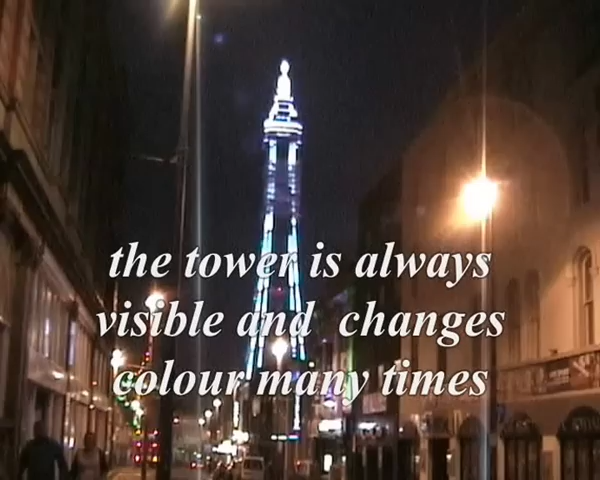 the tower is always
visible and changes
colour many times